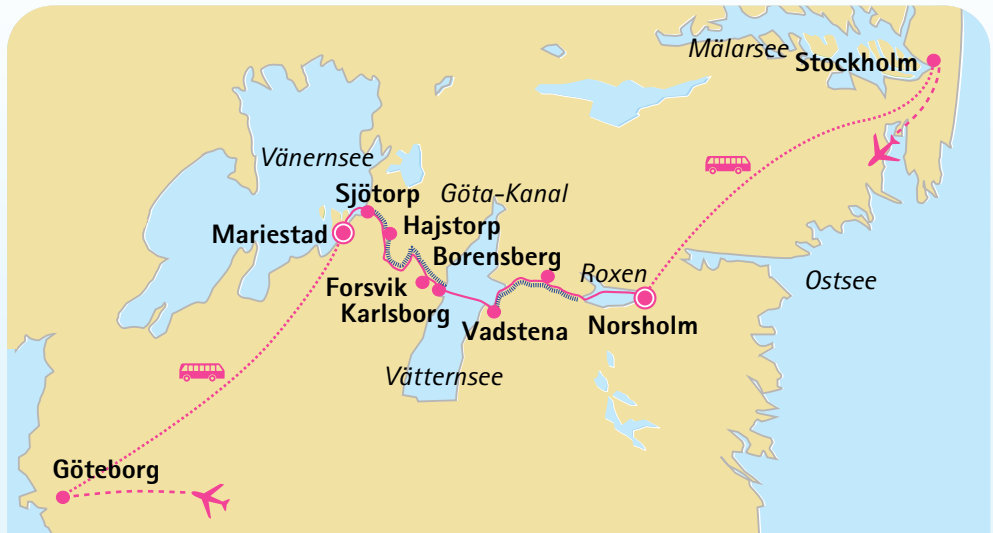 Mälarsee
Stockholm
Vänernsee
Sjötorp
Göta-Kanal
Mariestad
Hajstorp
Borensberg
Roxen
Ostsee
Forsvik
Karlsborg
Vadstena
Norsholm
Vätternsee
Göteborg